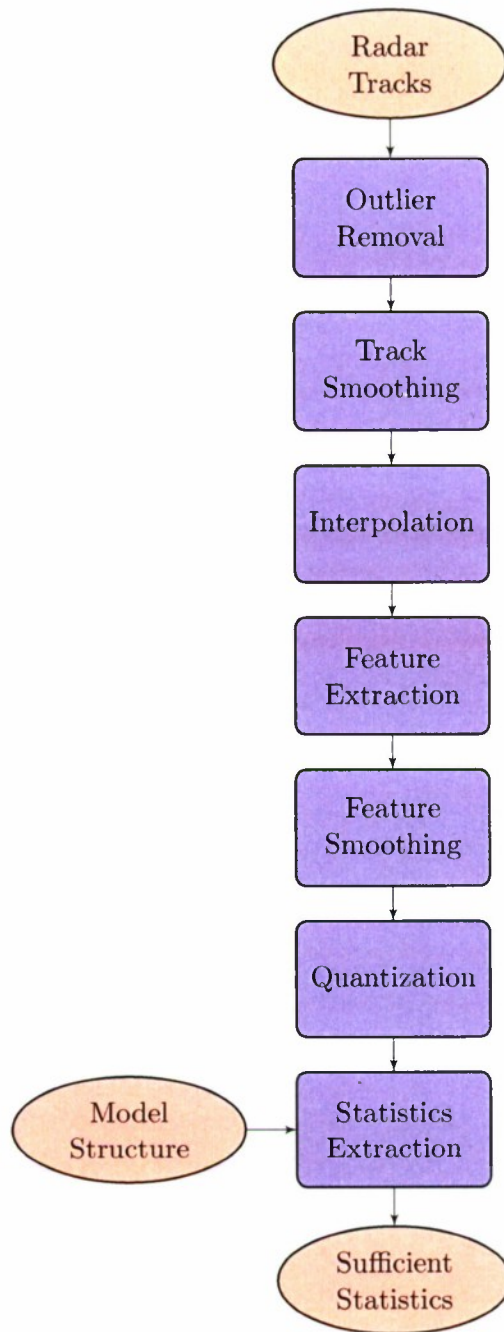 Radar
Tracks
Outlier
Removal
Track
Smoothing
Interpolation
Feature
Extraction
Feature
Smoothing
Quantization
Model
Structure
Statistics
Extraction
Sufficient
Statistics